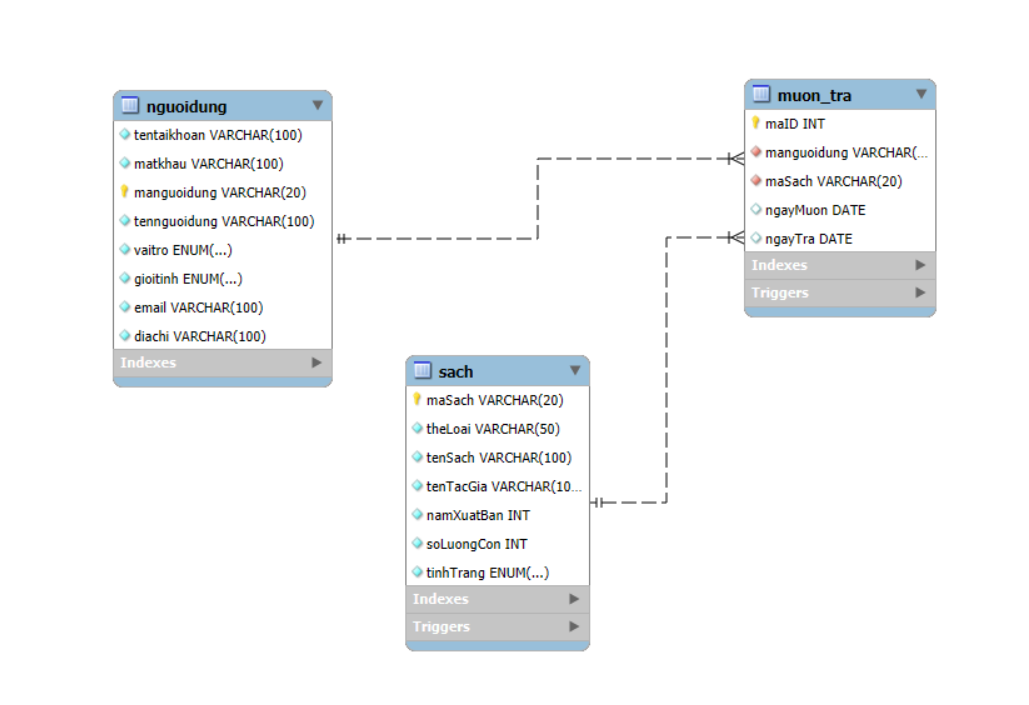 nguoidung
tentaikhoan VARCHAR(100)
matkhau VARCHAR(100)
manguoidung VARCHAR(20)
tennguoidung VARCHAR(100)
vaitro ENUM(...)
gioitinh ENUM(...)
email VARCHAR(100)
diachi VARCHAR(100)
Indexes
muon_tra
maID INT
manguoidung VARCHAR(...
maSach VARCHAR(20)
ngayMuon DATE
ngayTra DATE
Indexes
Triggers
sach
maSach VARCHAR(20)
theLoai VARCHAR(50)
tenSach VARCHAR(100)
tenTacGia VARCHAR(10...
namXuatBan INT
soLuongCon INT
tinhTrang ENUM(...)
Indexes
Triggers